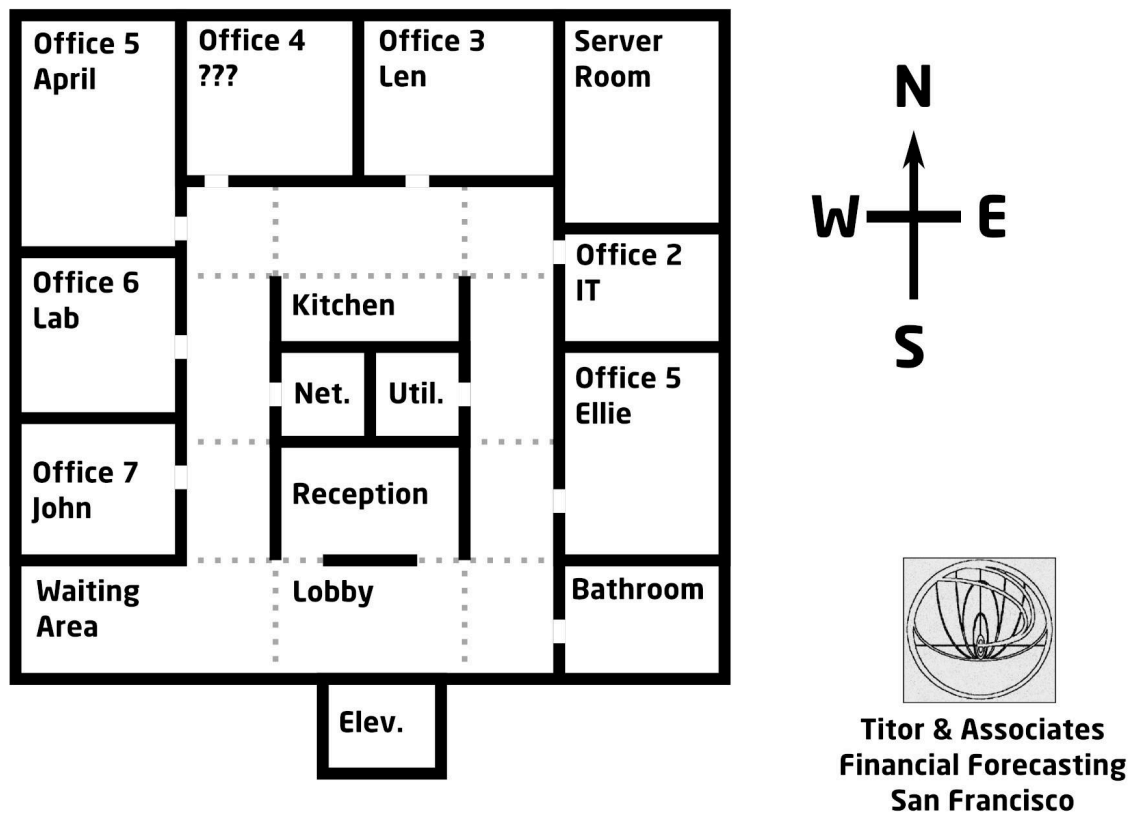 Office 5
April
Office 4
???
Office 3
Len
Server
Room
N
W
E
S
Office 2
IT
Office 6
Lab
Kitchen
Net.
Util.
Office 5
Ellie
Office 7
John
Reception
Waiting
Area
Lobby
Bathroom
Elev.
Titor & Associates
Financial Forecasting
San Francisco